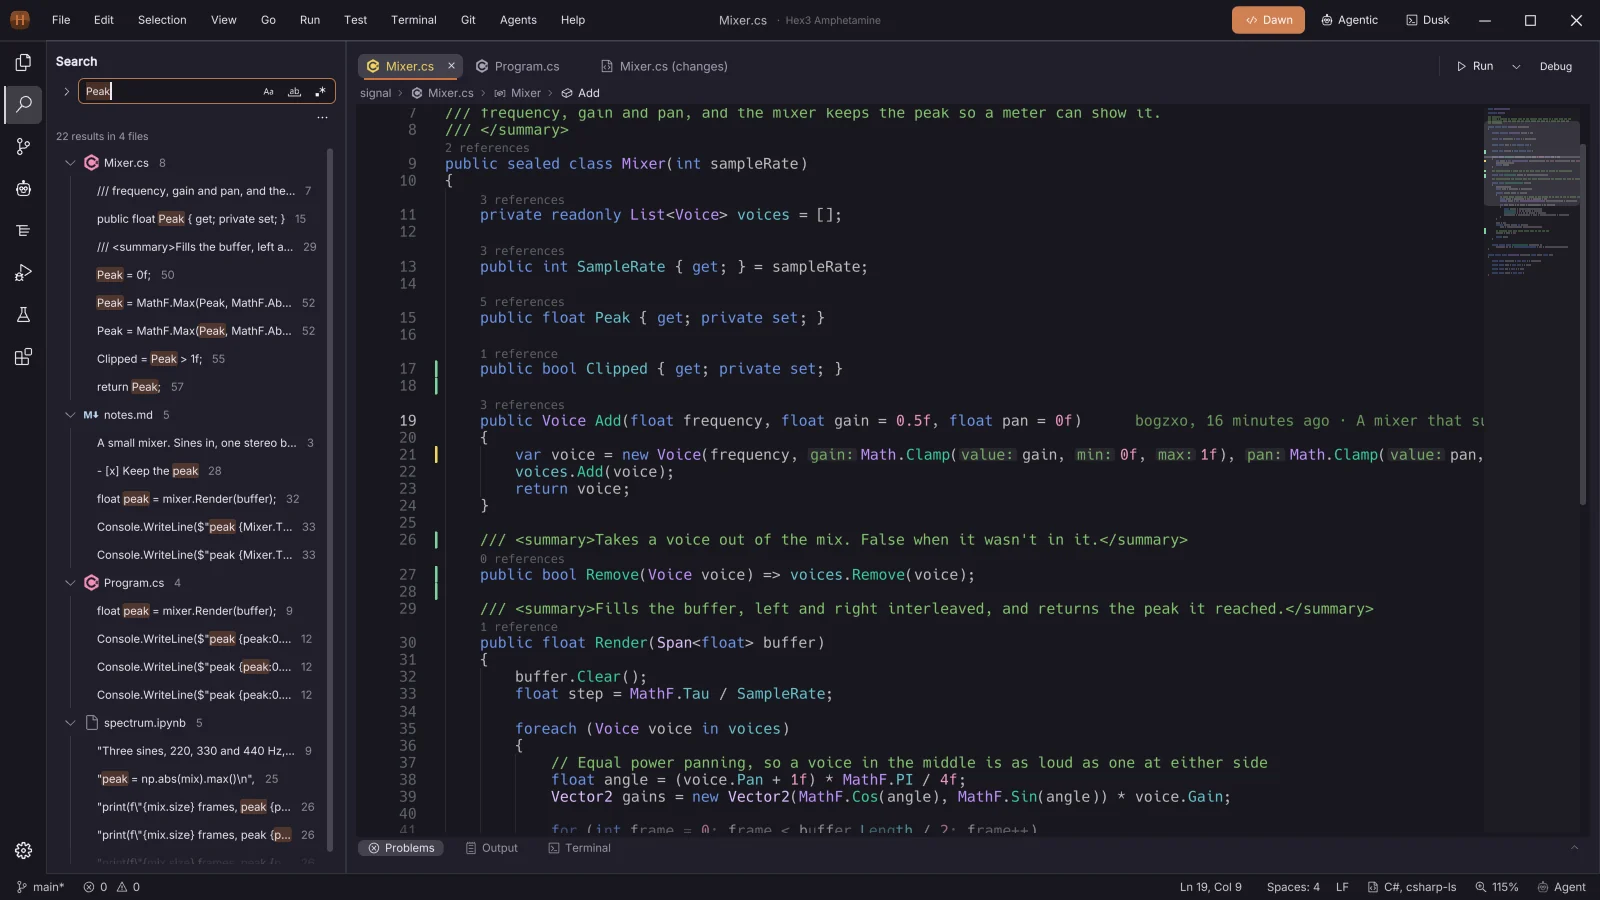 File Edit Selection View Go Run Test Terminal Git Agents Help
Mixer.cs · Hex3 Amphetamine
Dawn Agentic Dusk
Search
Peak
22 results in 4 files
Mixer.cs 8
/// frequency, gain and pan, and the... 7
public float Peak { get; private set; } 15
/// <summary>Fills the buffer, left a... 29
Peak = 0f; 50
Peak = MathF.Max(Peak, MathF.Ab... 52
Peak = MathF.Max(Peak, MathF.Ab... 52
Clipped = Peak > 1f; 55
return Peak; 57
notes.md 5
A small mixer. Sines in, one stereo b... 3
- [x] Keep the peak 28
float peak = mixer.Render(buffer); 32
Console.WriteLine($"peak {Mixer.T... 33
Console.WriteLine($"peak {Mixer.T... 33
Program.cs 4
float peak = mixer.Render(buffer); 9
Console.WriteLine($"peak {peak:0.... 12
Console.WriteLine($"peak {peak:0.... 12
Console.WriteLine($"peak {peak:0.... 12
spectrum.ipynb 5
"Three sines, 220, 330 and 440 Hz,... 9
"peak = np.abs(mix).max()\n", 25
"print(f\"{mix.size} frames, peak {p... 26
"print(f\"{mix.size} frames, peak {p... 26
"print(f\"{mix.size} frames, peak {p... 26
Mixer.cs Program.cs Mixer.cs (changes)
Run Debug
signal > Mixer.cs > Mixer > Add
7 /// frequency, gain and pan, and the mixer keeps the peak so a meter can show it.
8 /// </summary>
2 references
9 public sealed class Mixer(int sampleRate)
10 {
3 references
11 private readonly List<Voice> voices = [];
12
3 references
13 public int SampleRate { get; } = sampleRate;
14
5 references
15 public float Peak { get; private set; }
16
1 reference
17 public bool Clipped { get; private set; }
18
3 references
19 public Voice Add(float frequency, float gain = 0.5f, float pan = 0f) bogzxo, 16 minutes ago · A mixer that su
20 {
21 var voice = new Voice(frequency, gain: Math.Clamp(value: gain, min: 0f, max: 1f), pan: Math.Clamp(value: pan,
22 voices.Add(voice);
23 return voice;
24 }
25
26 /// <summary>Takes a voice out of the mix. False when it wasn't in it.</summary>
0 references
27 public bool Remove(Voice voice) => voices.Remove(voice);
28
29 /// <summary>Fills the buffer, left and right interleaved, and returns the peak it reached.</summary>
1 reference
30 public float Render(Span<float> buffer)
31 {
32 buffer.Clear();
33 float step = MathF.Tau / SampleRate;
34
35 foreach (Voice voice in voices)
36 {
37 // Equal power panning, so a voice in the middle is as loud as one at either side
38 float angle = (voice.Pan + 1f) * MathF.PI / 4f;
39 Vector2 gains = new Vector2(MathF.Cos(angle), MathF.Sin(angle)) * voice.Gain;
40
41 for (int frame = 0; frame < buffer.Length / 2; frame++)
Problems Output Terminal
main* 0 0
Ln 19, Col 9 Spaces: 4 LF C#, csharp-ls 115% Agent